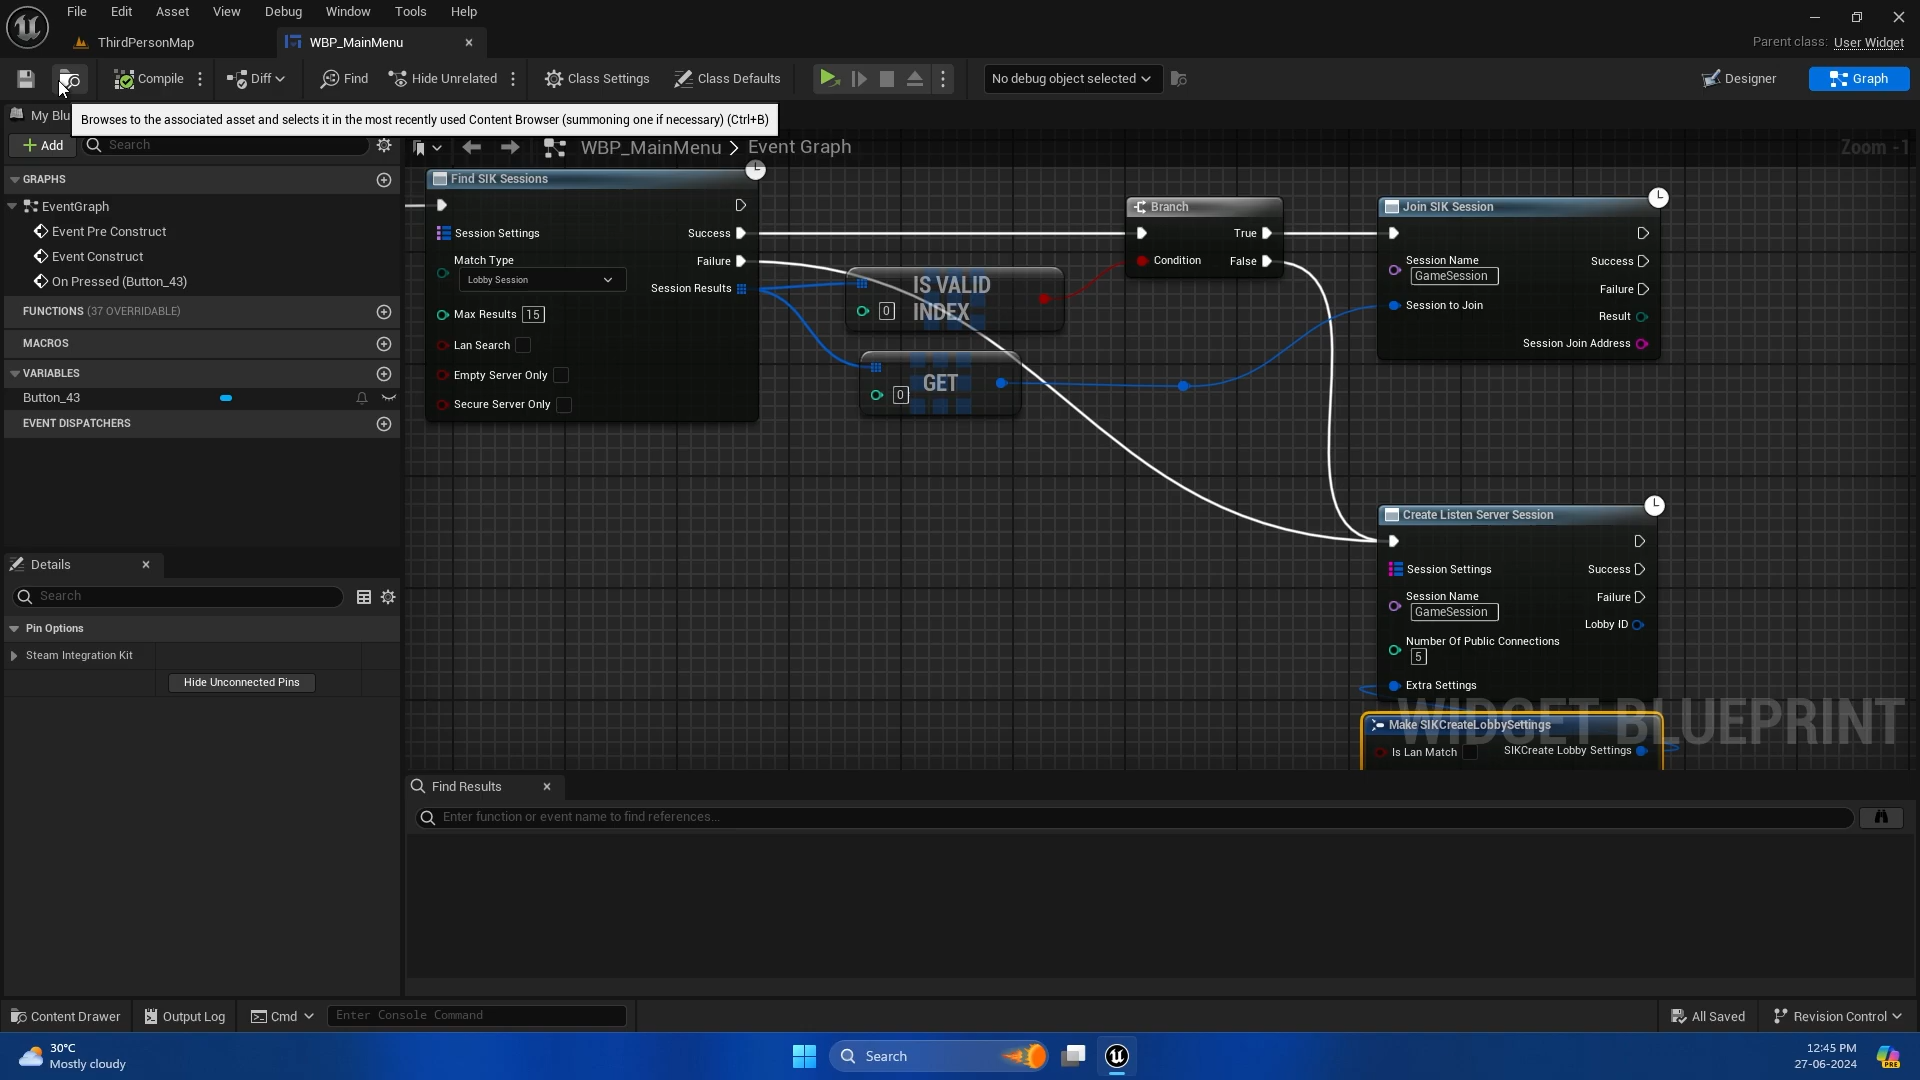 File Edit Asset View Debug Window Tools Help
ThirdPersonMap
WBP_MainMenu
Parent class: User Widget
Compile
Diff
Find
Hide Unrelated
Class Settings
Class Defaults
No debug object selected
Designer
Graph
My Blu
Browses to the associated asset and selects it in the most recently used Content Browser (summoning one if necessary) (Ctrl+B)
Add
Search
WBP_MainMenu > Event Graph
Zoom -1
GRAPHS
EventGraph
Event Pre Construct
Event Construct
On Pressed (Button_43)
FUNCTIONS (37 OVERRIDABLE)
MACROS
VARIABLES
Button_43
EVENT DISPATCHERS
Details
Search
Pin Options
Steam Integration Kit
Hide Unconnected Pins
Find SIK Sessions
Session Settings
Success
Match Type
Lobby Session
Failure
Session Results
Max Results 15
Lan Search
Empty Server Only
Secure Server Only
IS VALID
INDEX
0
GET
0
Branch
True
Condition
False
Join SIK Session
Session Name
GameSession
Success
Failure
Session to Join
Result
Session Join Address
Create Listen Server Session
Session Settings
Success
Session Name
GameSession
Failure
Lobby ID
Number Of Public Connections
5
Extra Settings
WIDGET BLUEPRINT
Make SIKCreateLobbySettings
Is Lan Match
SIKCreate Lobby Settings
Find Results
Enter function or event name to find references...
Content Drawer
Output Log
Cmd
Enter Console Command
All Saved
Revision Control
30°C
Mostly cloudy
Search
12:45 PM
27-06-2024
PRE